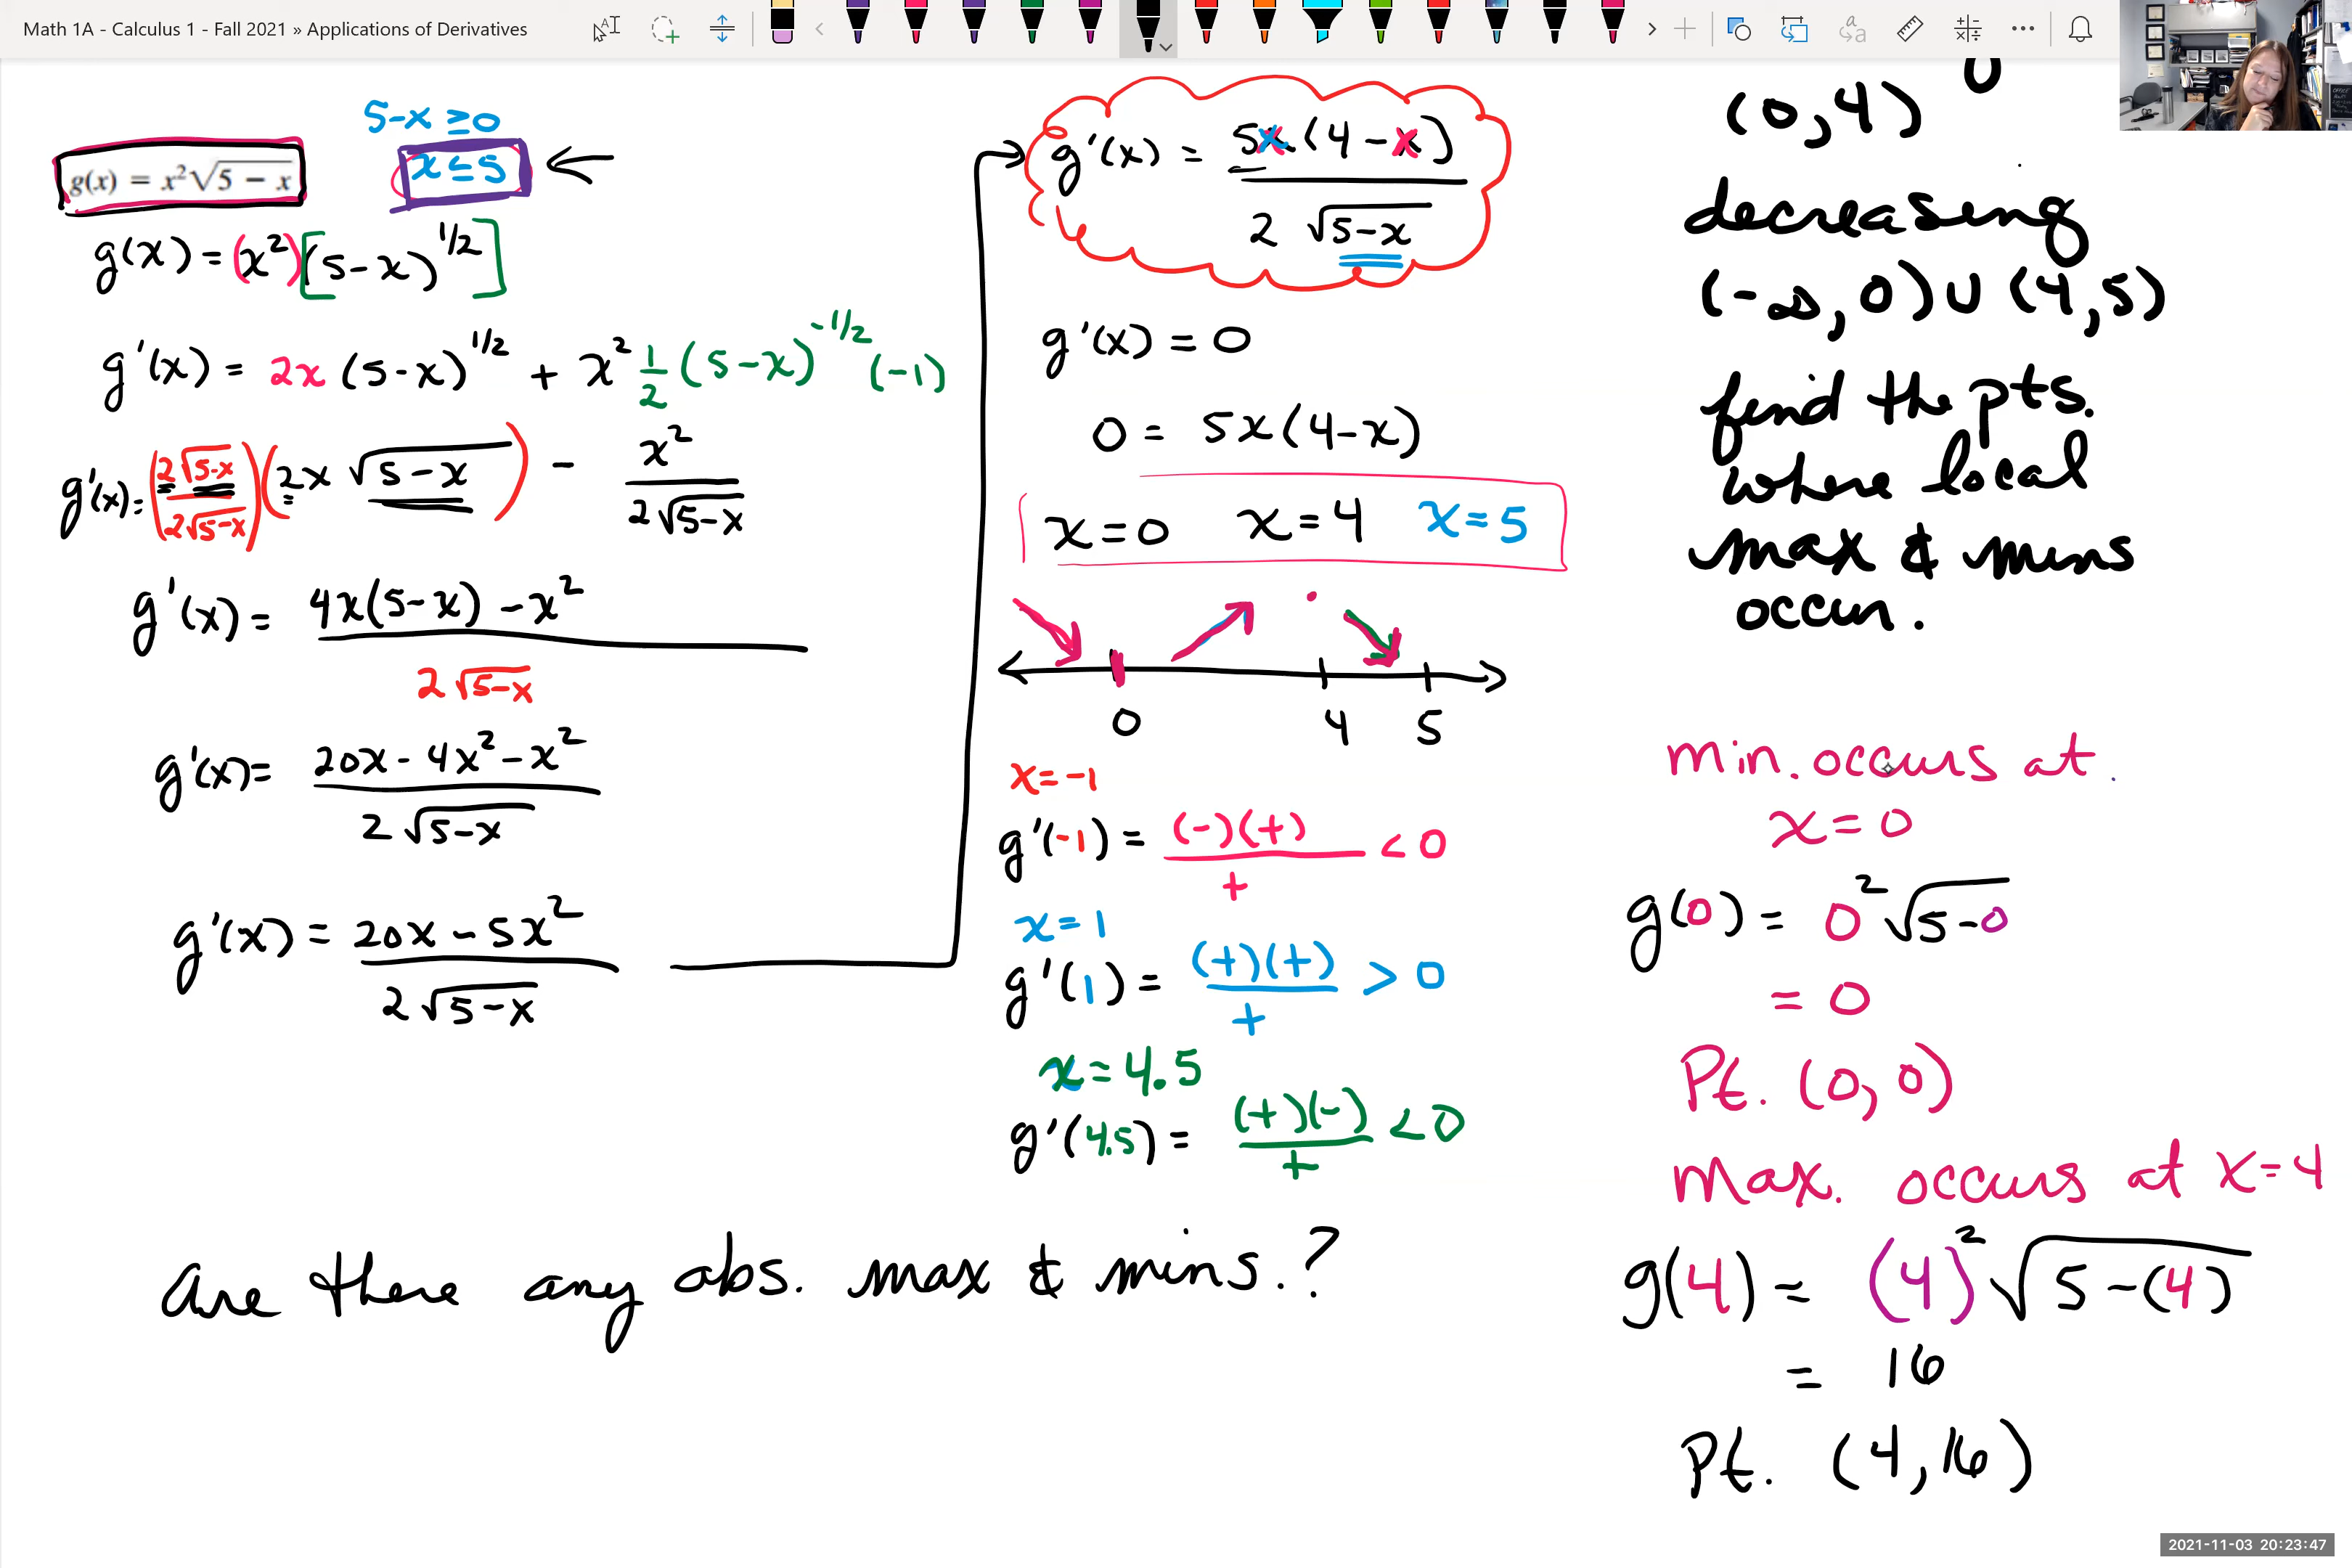 Math 1A - Calculus 1 - Fall 2021 » Applications of Derivatives
5-x ≥0
g(x) = x²√(5 − x)
x ≤ 5
g(x) = (x²)[(5-x)^1/2]
g'(x) = 2x (5-x)^1/2 + x² 1/2 (5-x)^-1/2 (-1)
g'(x) = (2√(5-x) / 2√(5-x)) (2x √(5-x)) - x² / 2√(5-x)
g'(x) = 4x(5-x) - x² / 2√(5-x)
g'(x) = 20x - 4x² - x² / 2√(5-x)
g'(x) = 20x - 5x² / 2√(5-x)
g'(x) = 5x(4-x) / 2√(5-x)
g'(x) = 0
0 = 5x(4-x)
x=0 x=4 x=5
0 4 5
x=-1
g'(-1) = (-)(+) / + < 0
x=1
g'(1) = (+)(+) / + > 0
x=4.5
g'(4.5) = (+)(-) / + <0
are there any abs. max & mins.?
(0,4)
decreasing
(-∞, 0) ∪ (4,5)
find the pts.
where local
max & mins
occur.
min. occurs at
x=0
g(0) = 0²√(5-0)
= 0
Pt. (0,0)
Max. occurs at x=4
g(4) = (4)²√(5-(4))
= 16
Pt. (4,16)
2021-11-03 20:23:47